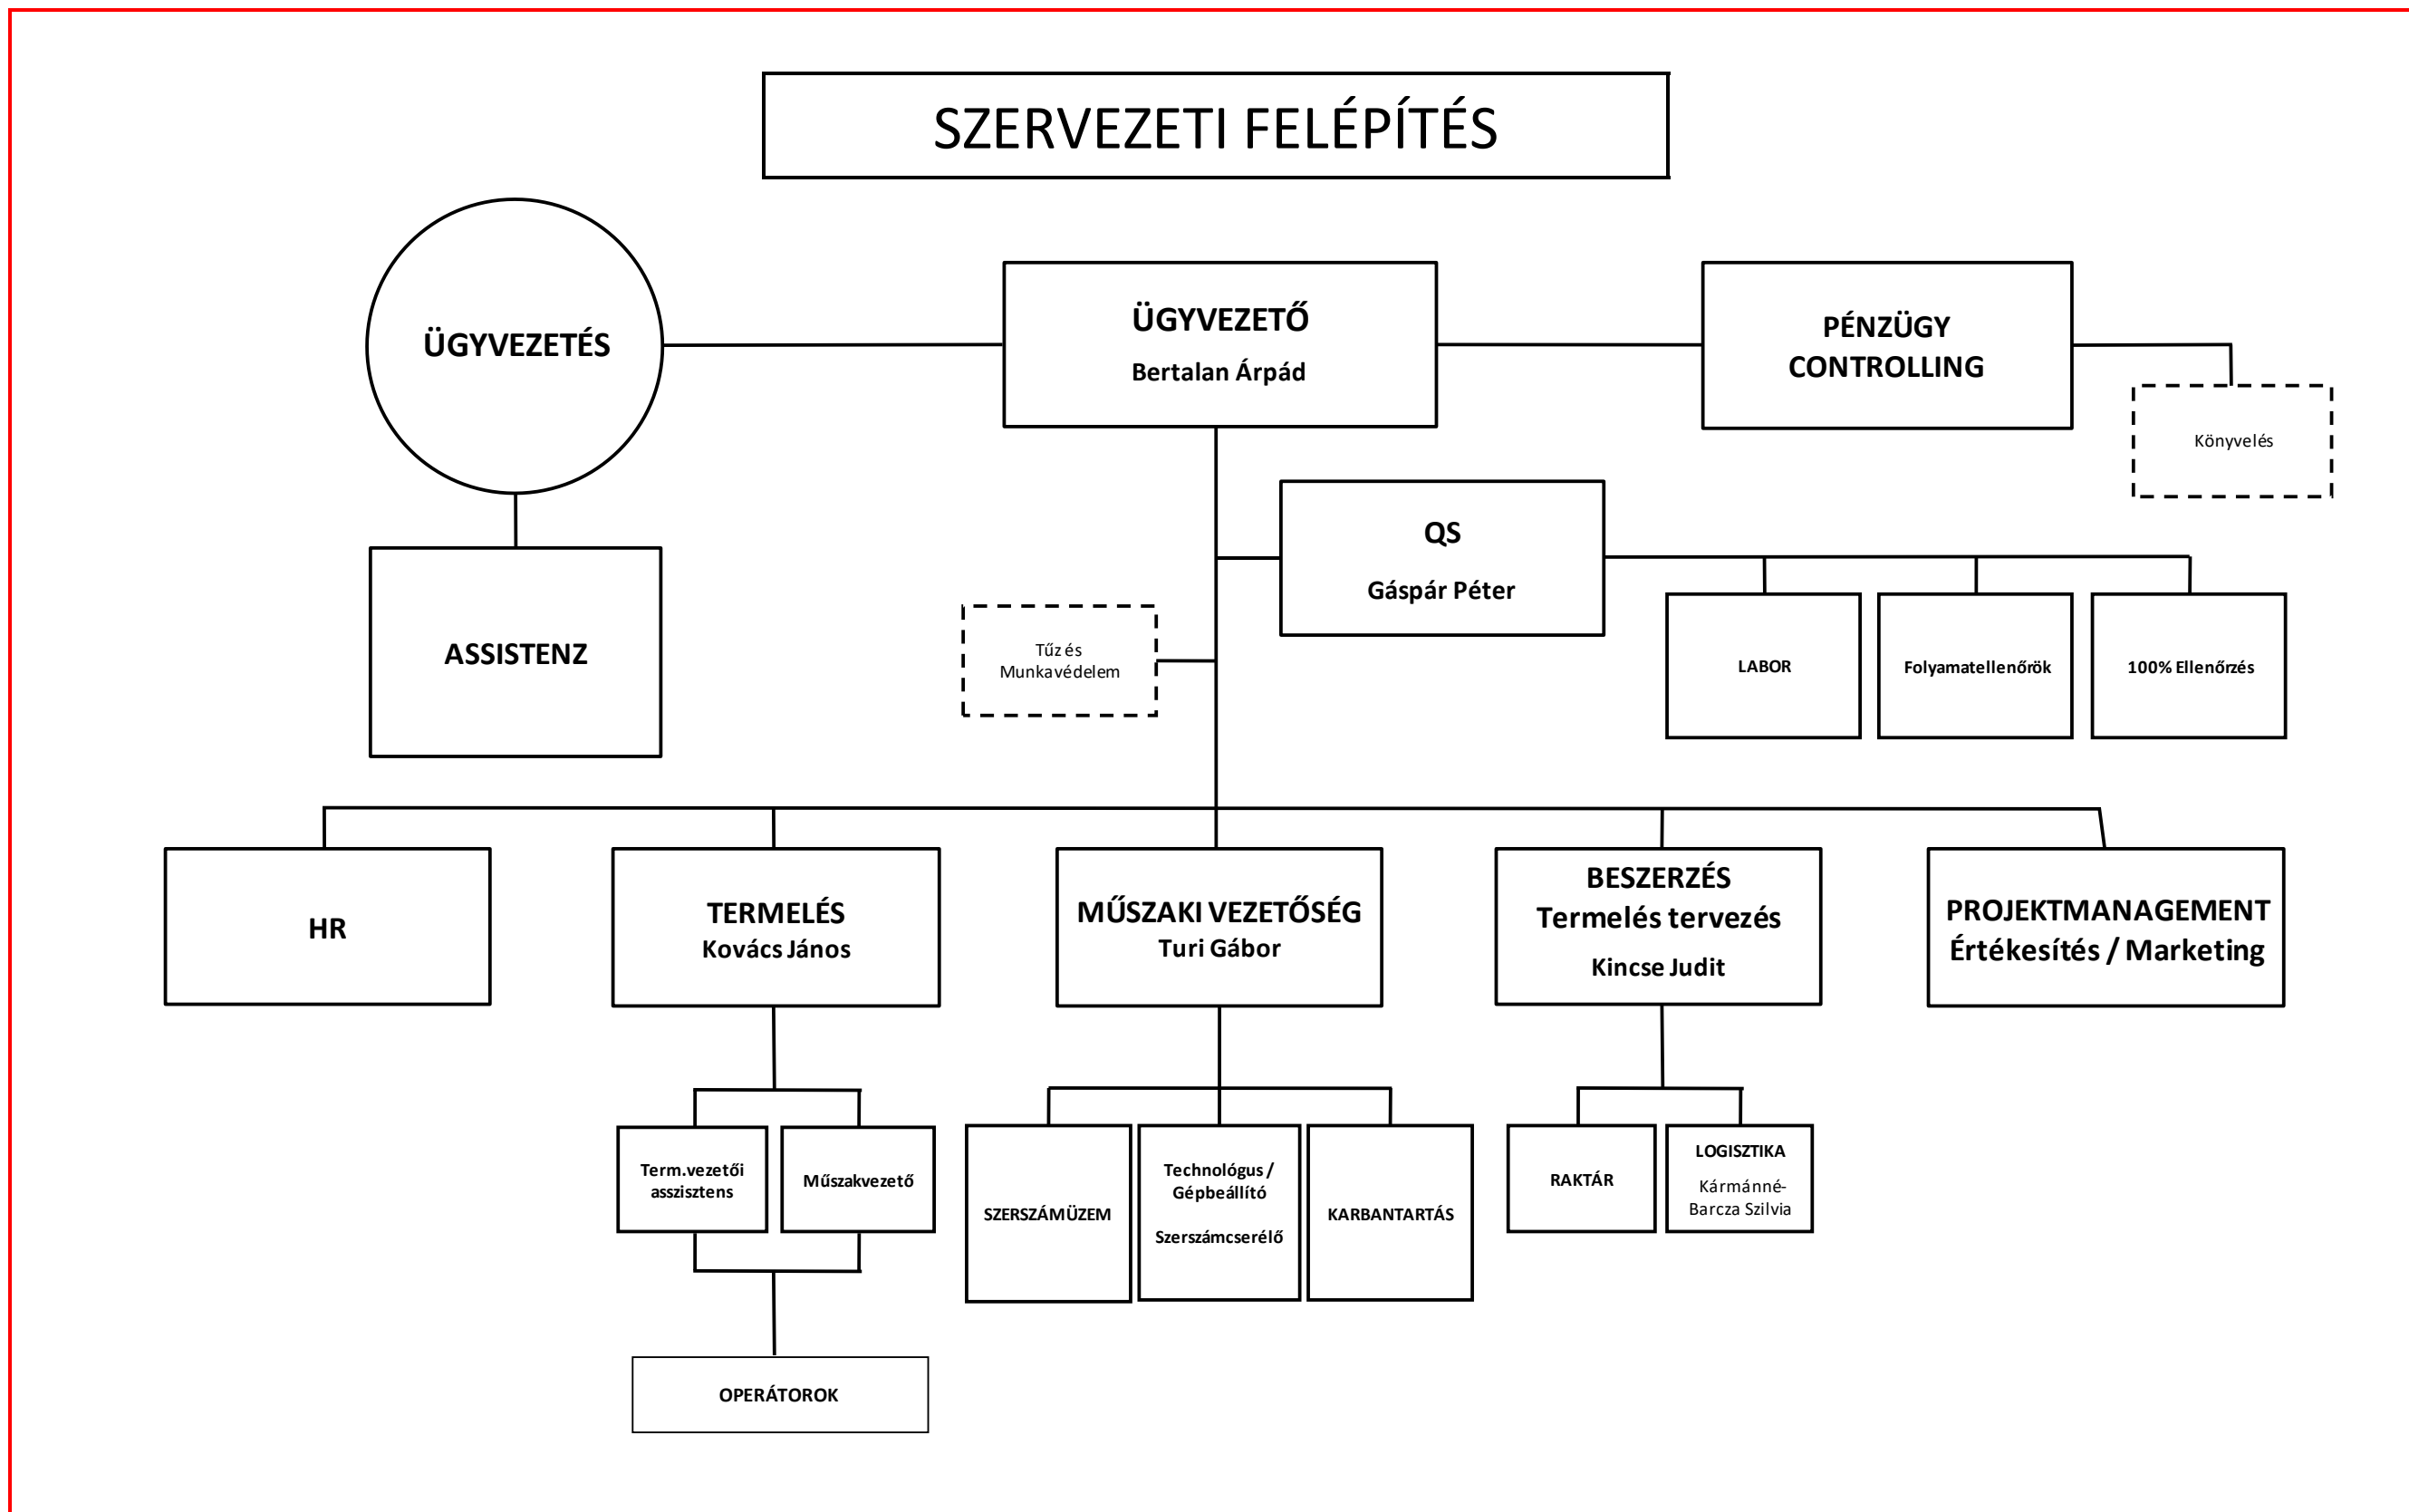 SZERVEZETI FELÉPÍTÉS
ÜGYVEZETÉS
ÜGYVEZETŐ
Bertalan Árpád
PÉNZÜGY
CONTROLLING
Könyvelés
QS
Gáspár Péter
ASSISTENZ
Tűz és
Munkavédelem
LABOR
Folyamatellenőrök
100% Ellenőrzés
HR
TERMELÉS
Kovács János
MŰSZAKI VEZETŐSÉG
Turi Gábor
BESZERZÉS
Termelés tervezés
Kincse Judit
PROJEKTMANAGEMENT
Értékesítés / Marketing
Term.vezetői
asszisztens
Műszakvezető
SZERSZÁMÜZEM
Technológus /
Gépbeállító
Szerszámcserélő
KARBANTARTÁS
RAKTÁR
LOGISZTIKA
Kármánné-
Barcza Szilvia
OPERÁTOROK